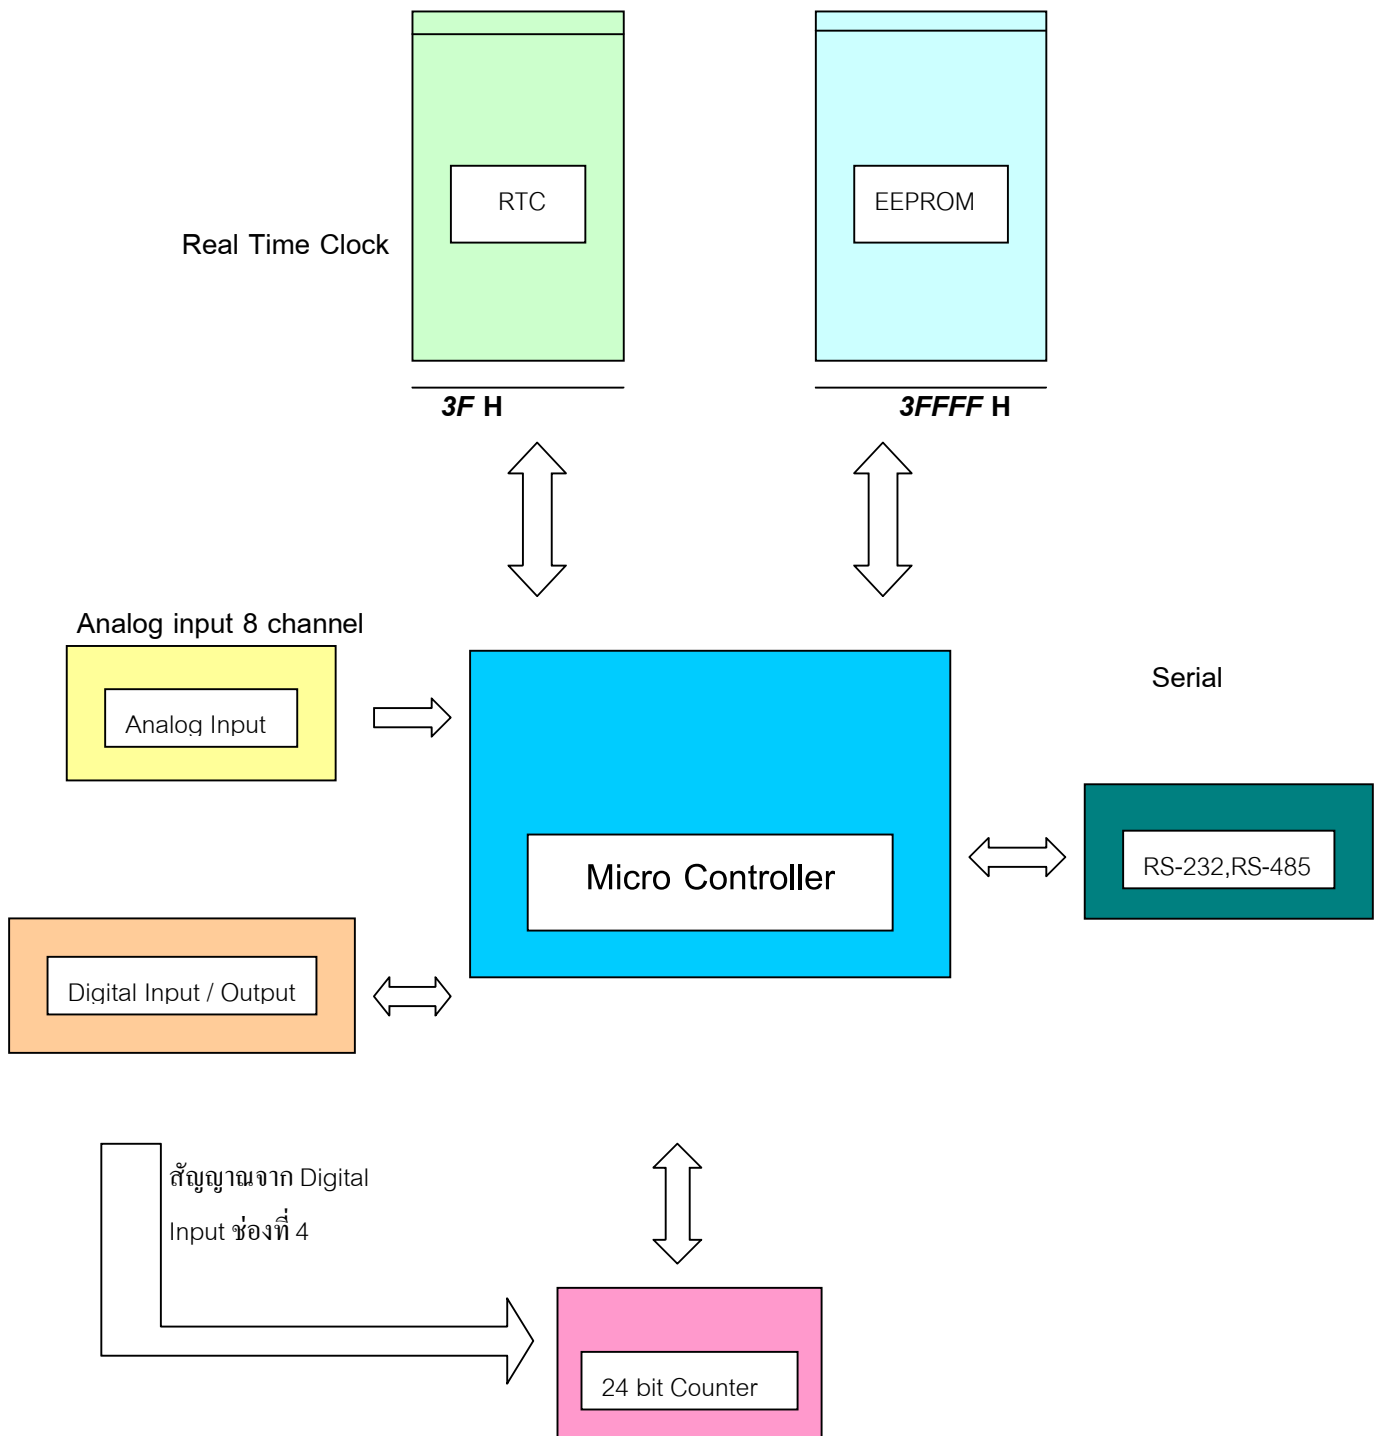 RTC
EEPROM
Real Time Clock
3F H
3FFFF H
Analog input 8 channel
Serial
Analog Input
Micro Controller
RS-232,RS-485
Digital Input / Output
สัญญาณจาก Digital
Input ช่องที่ 4
24 bit Counter